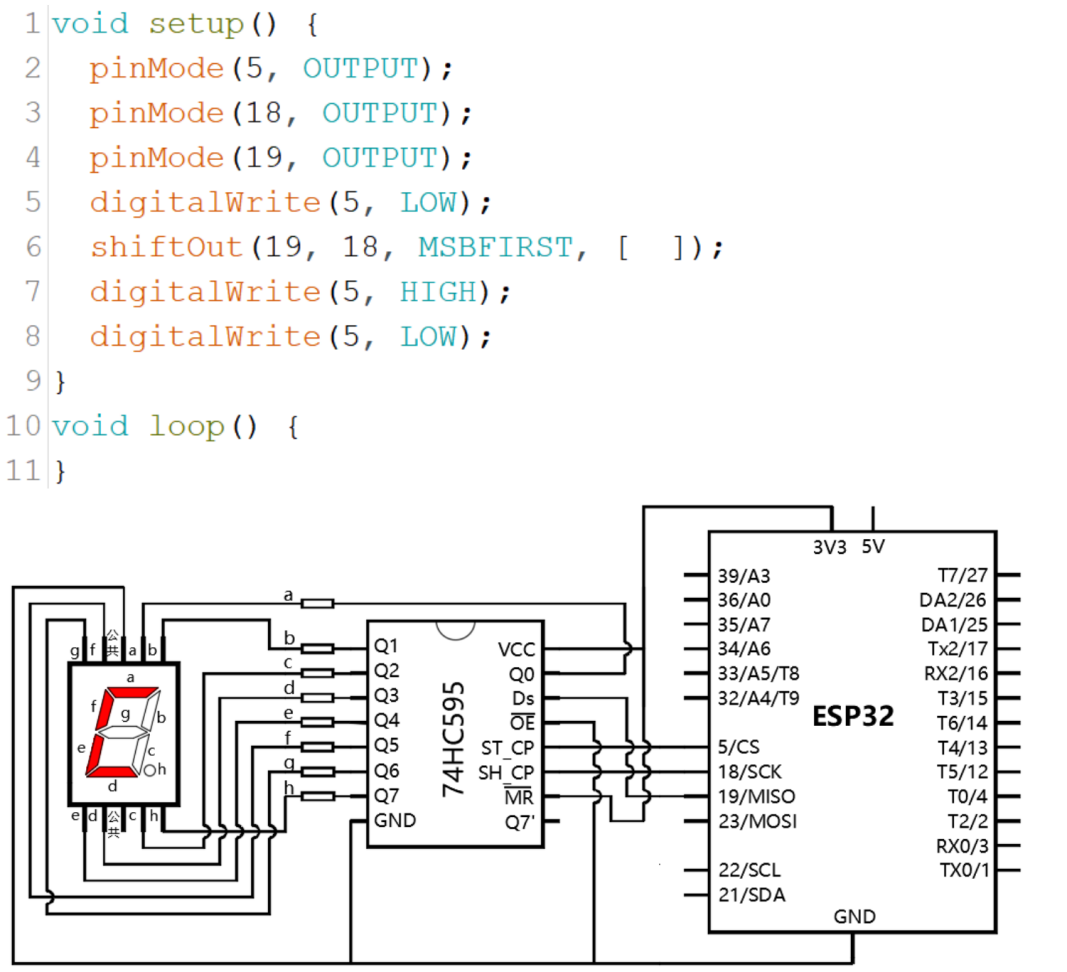 1 void setup() {
2   pinMode(5, OUTPUT);
3   pinMode(18, OUTPUT);
4   pinMode(19, OUTPUT);
5   digitalWrite(5, LOW);
6   shiftOut(19, 18, MSBFIRST, [  ]);
7   digitalWrite(5, HIGH);
8   digitalWrite(5, LOW);
9 }
10 void loop() {
11 }
3V3 5V
39/A3 T7/27
36/A0 DA2/26
35/A7 DA1/25
34/A6 Tx2/17
33/A5/T8 RX2/16
32/A4/T9 T3/15
ESP32
T6/14
5/CS T4/13
18/SCK T5/12
19/MISO T0/4
23/MOSI T2/2
RX0/3
22/SCL TX0/1
21/SDA
GND
a
b
c
d
e
f
g
h
Q1 VCC
Q2 Q0
Q3 Ds
Q4 OE
Q5 ST_CP
Q6 SH_CP
Q7 MR
GND Q7'
74HC595
g f 公共 a b
a
f g b
e c
h
d
e d 公共 c h